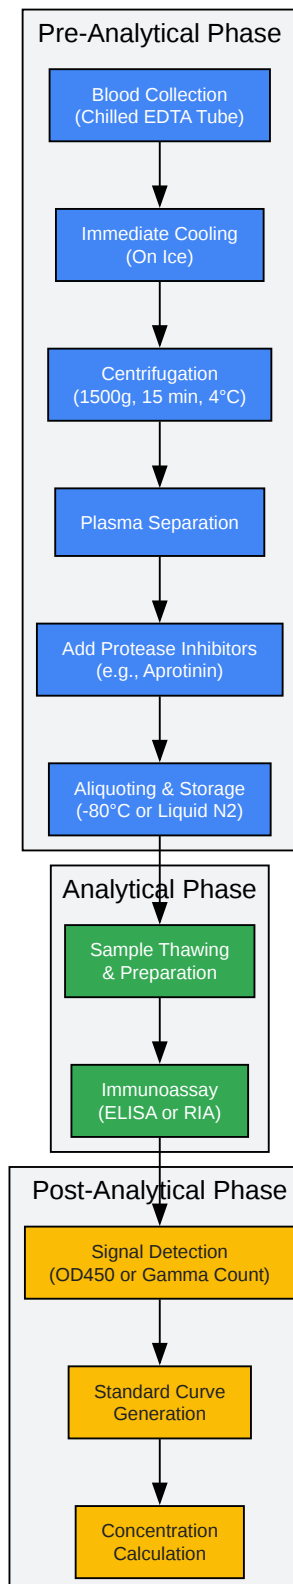 Pre-Analytical Phase
Blood Collection
(Chilled EDTA Tube)
Immediate Cooling
(On Ice)
Centrifugation
(1500g, 15 min, 4°C)
Plasma Separation
Add Protease Inhibitors
(e.g., Aprotinin)
Aliquoting & Storage
(-80°C or Liquid N2)
Analytical Phase
Sample Thawing
& Preparation
Immunoassay
(ELISA or RIA)
Post-Analytical Phase
Signal Detection
(OD450 or Gamma Count)
Standard Curve
Generation
Concentration
Calculation